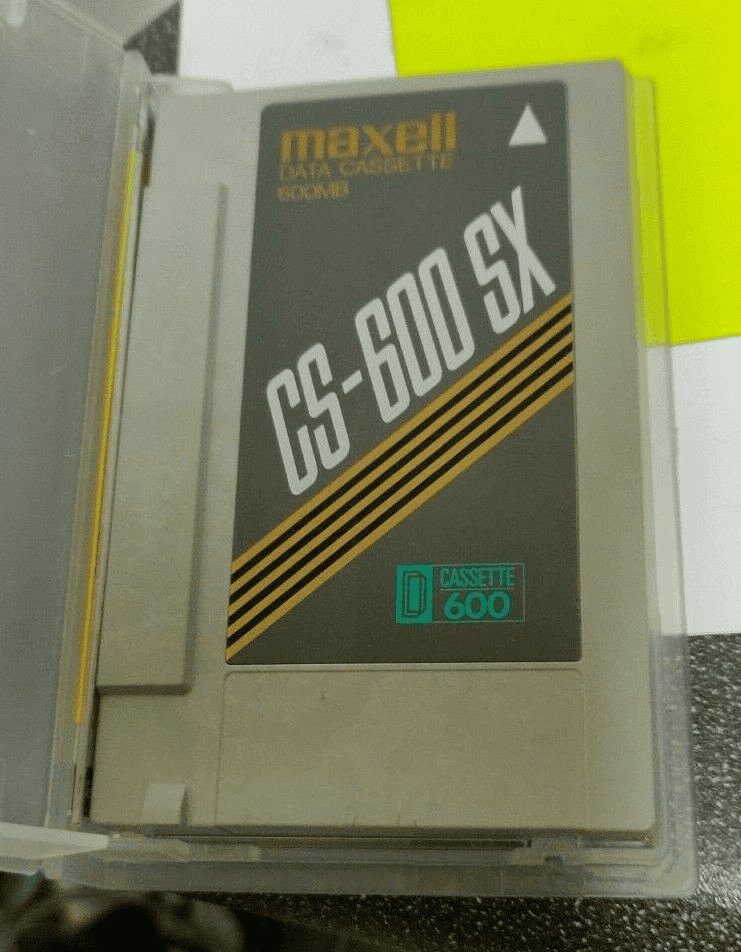 maxell
DATA CASSETTE
600MB
CS-600 SX
D CASSETTE
600